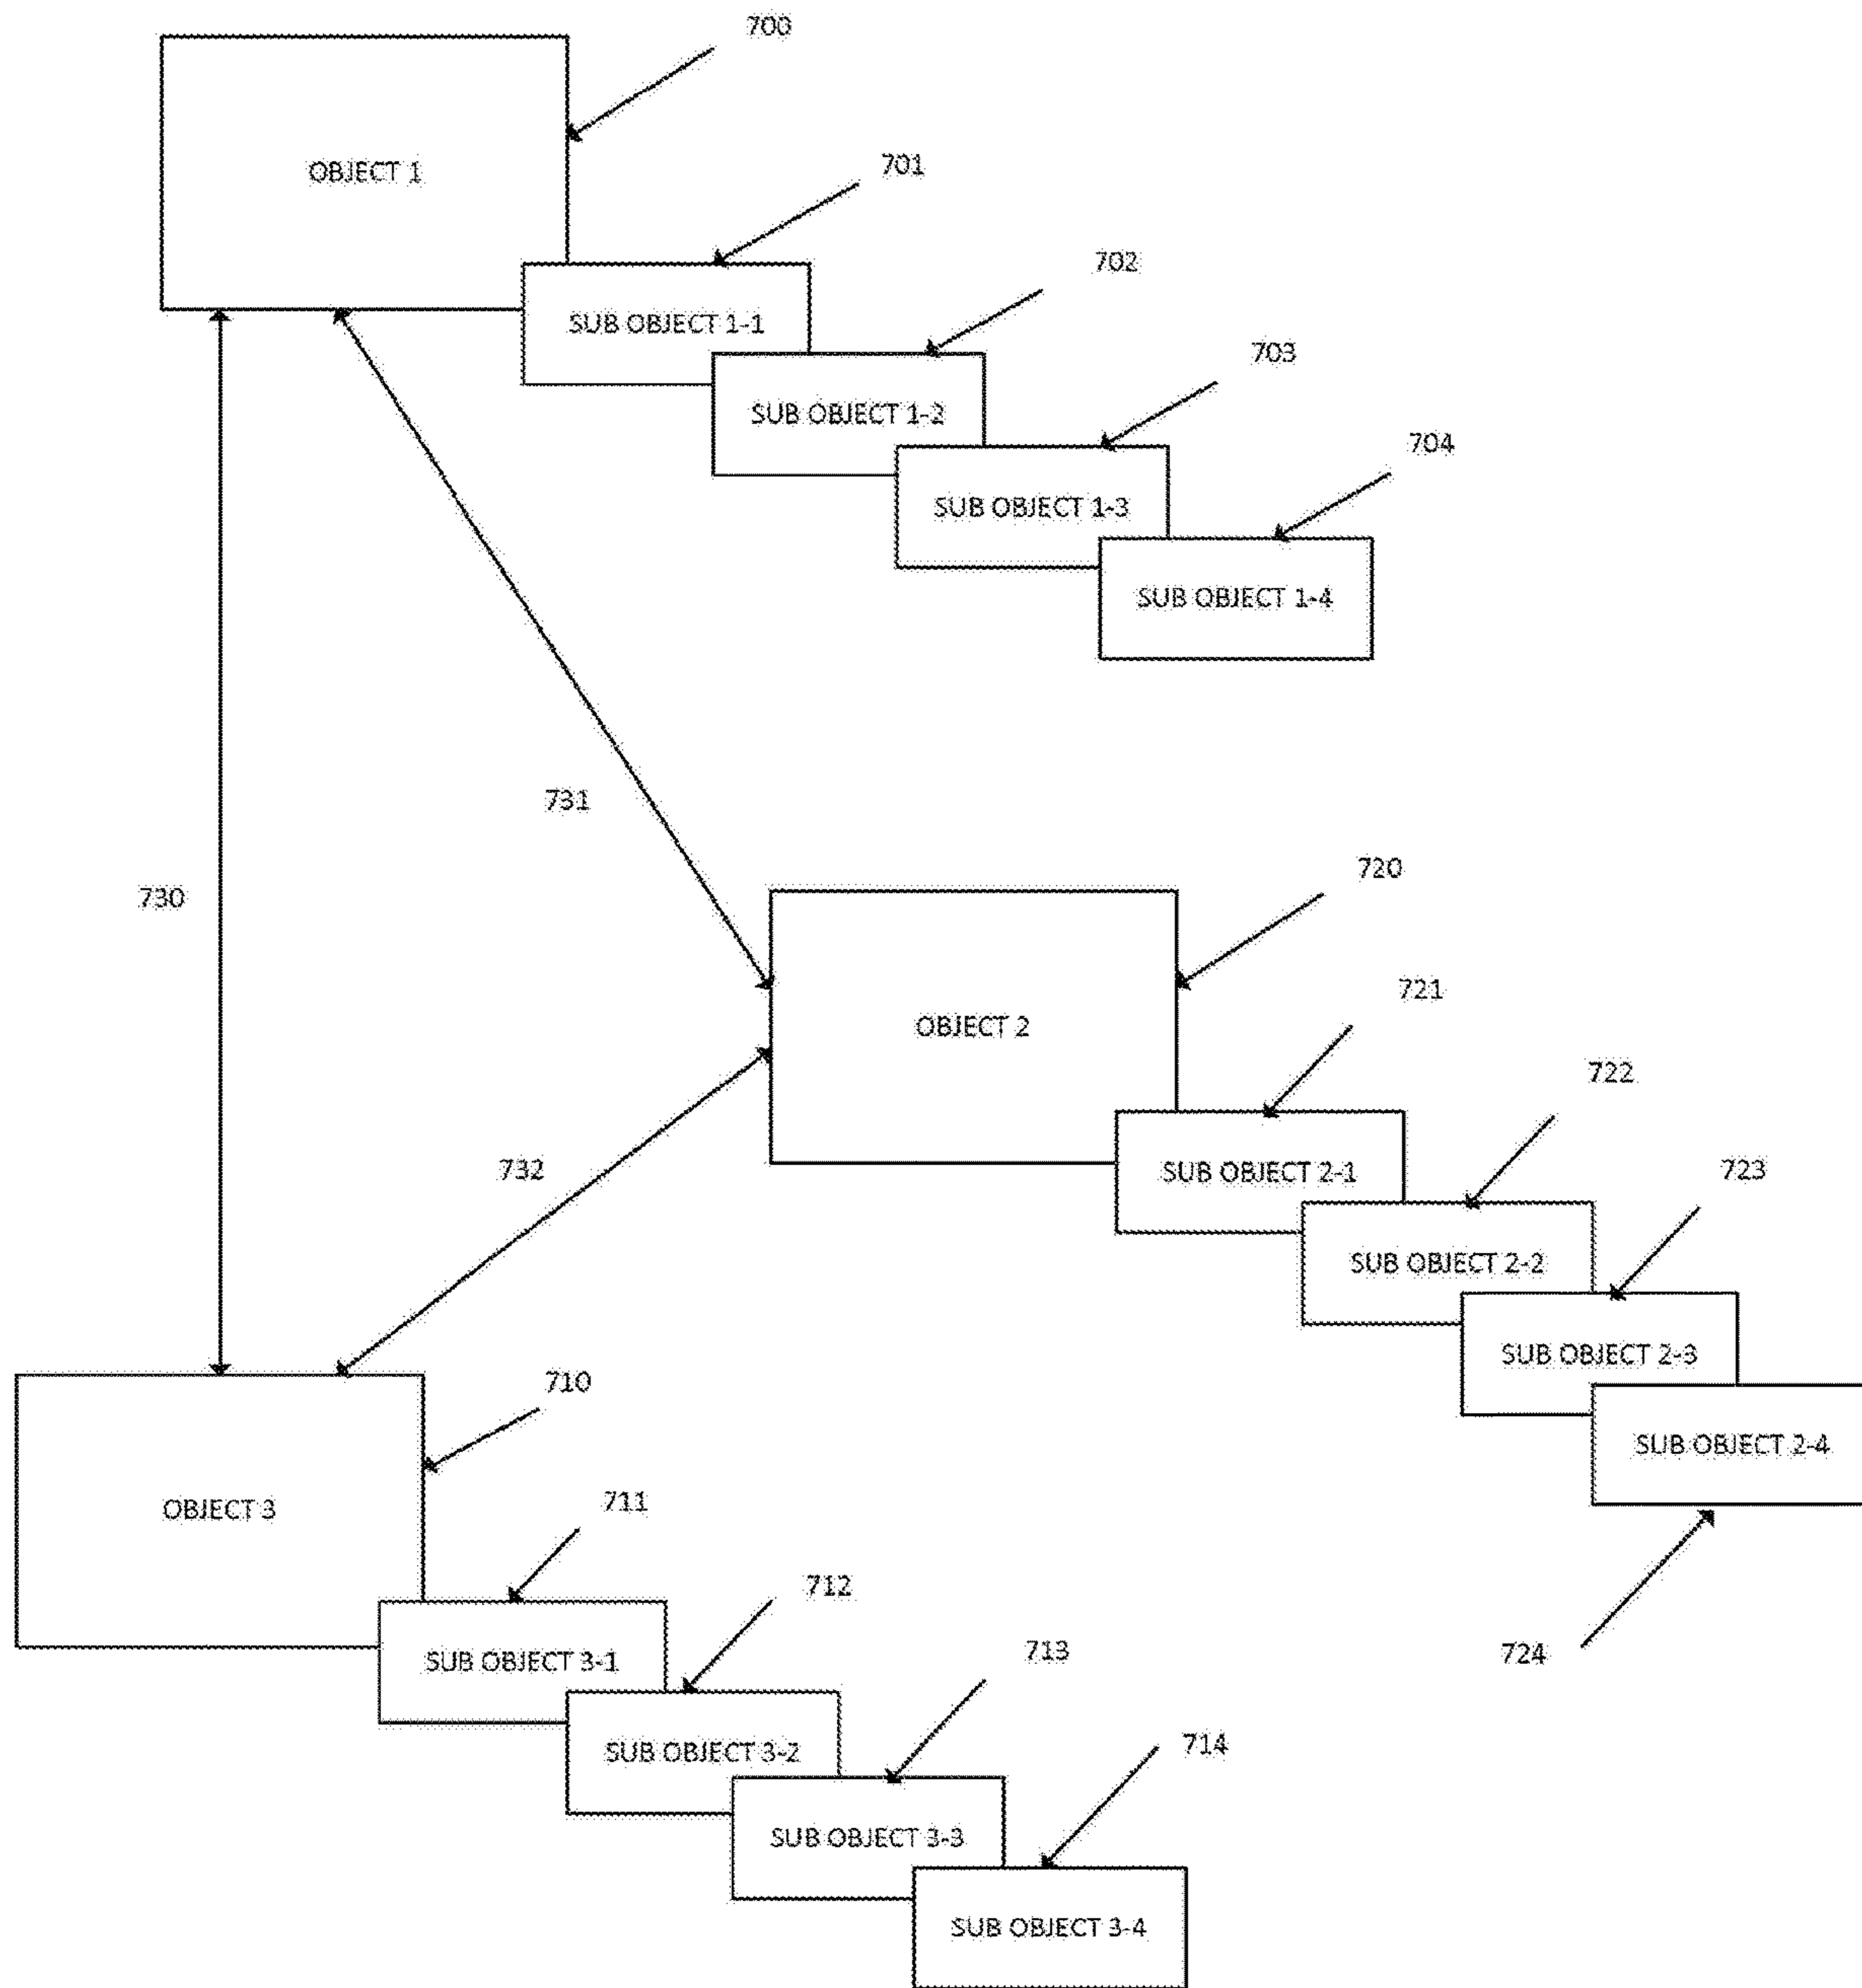 700
OBJECT 1
701
702
SUB OBJECT 1-1
703
SUB OBJECT 1-2
704
SUB OBJECT 1-3
SUB OBJECT 1-4
731
720
730
721
OBJECT 2
722
732
723
SUB OBJECT 2-1
SUB OBJECT 2-2
SUB OBJECT 2-3
710
SUB OBJECT 2-4
711
OBJECT 3
712
713
724
SUB OBJECT 3-1
714
SUB OBJECT 3-2
SUB OBJECT 3-3
SUB OBJECT 3-4